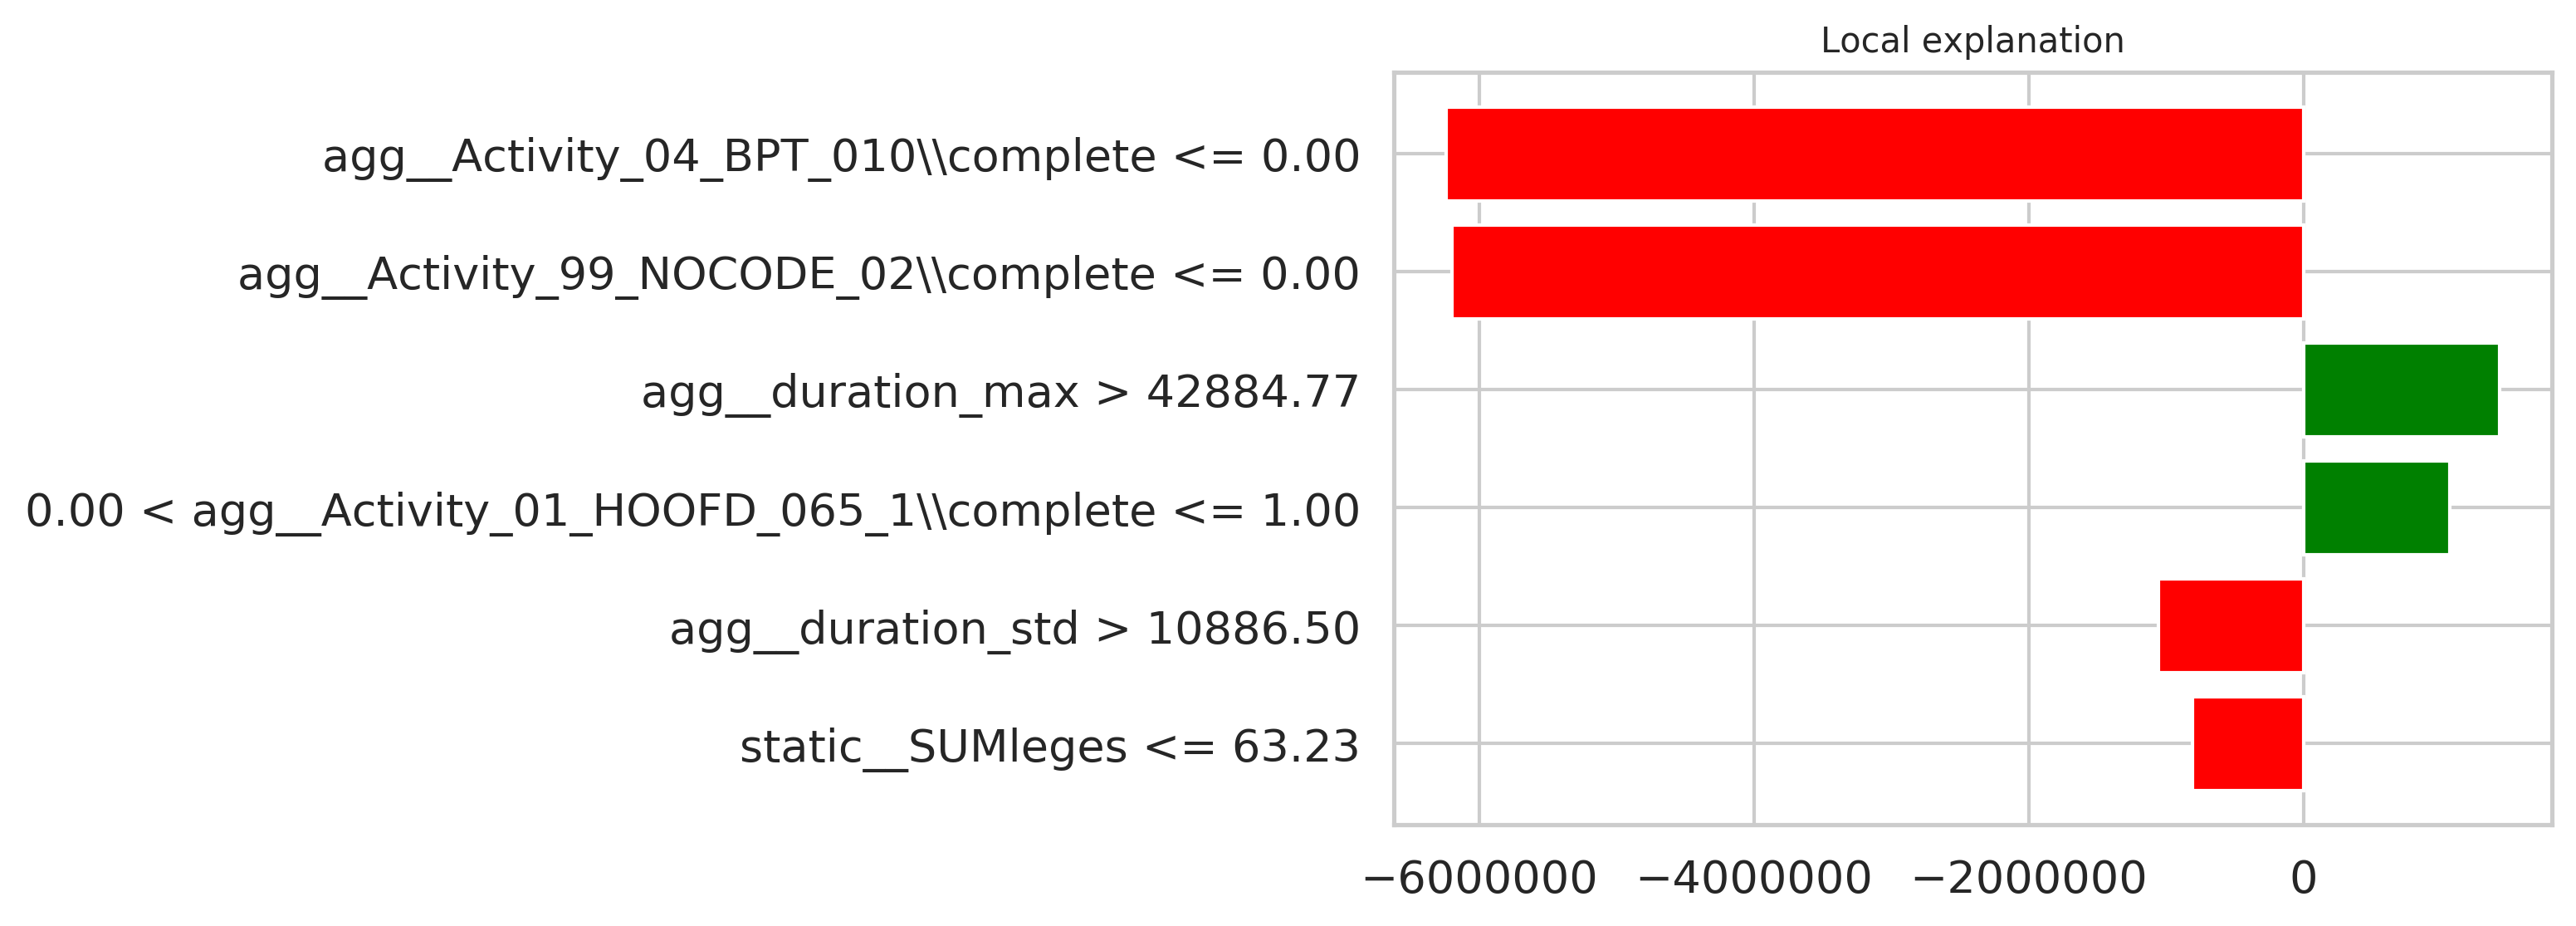 Local explanation
agg__Activity_04_BPT_010\\complete <= 0.00
agg__Activity_99_NOCODE_02\\complete <= 0.00
agg__duration_max > 42884.77
0.00 < agg__Activity_01_HOOFD_065_1\\complete <= 1.00
agg__duration_std > 10886.50
static__SUMleges <= 63.23
−6000000 −4000000 −2000000 0